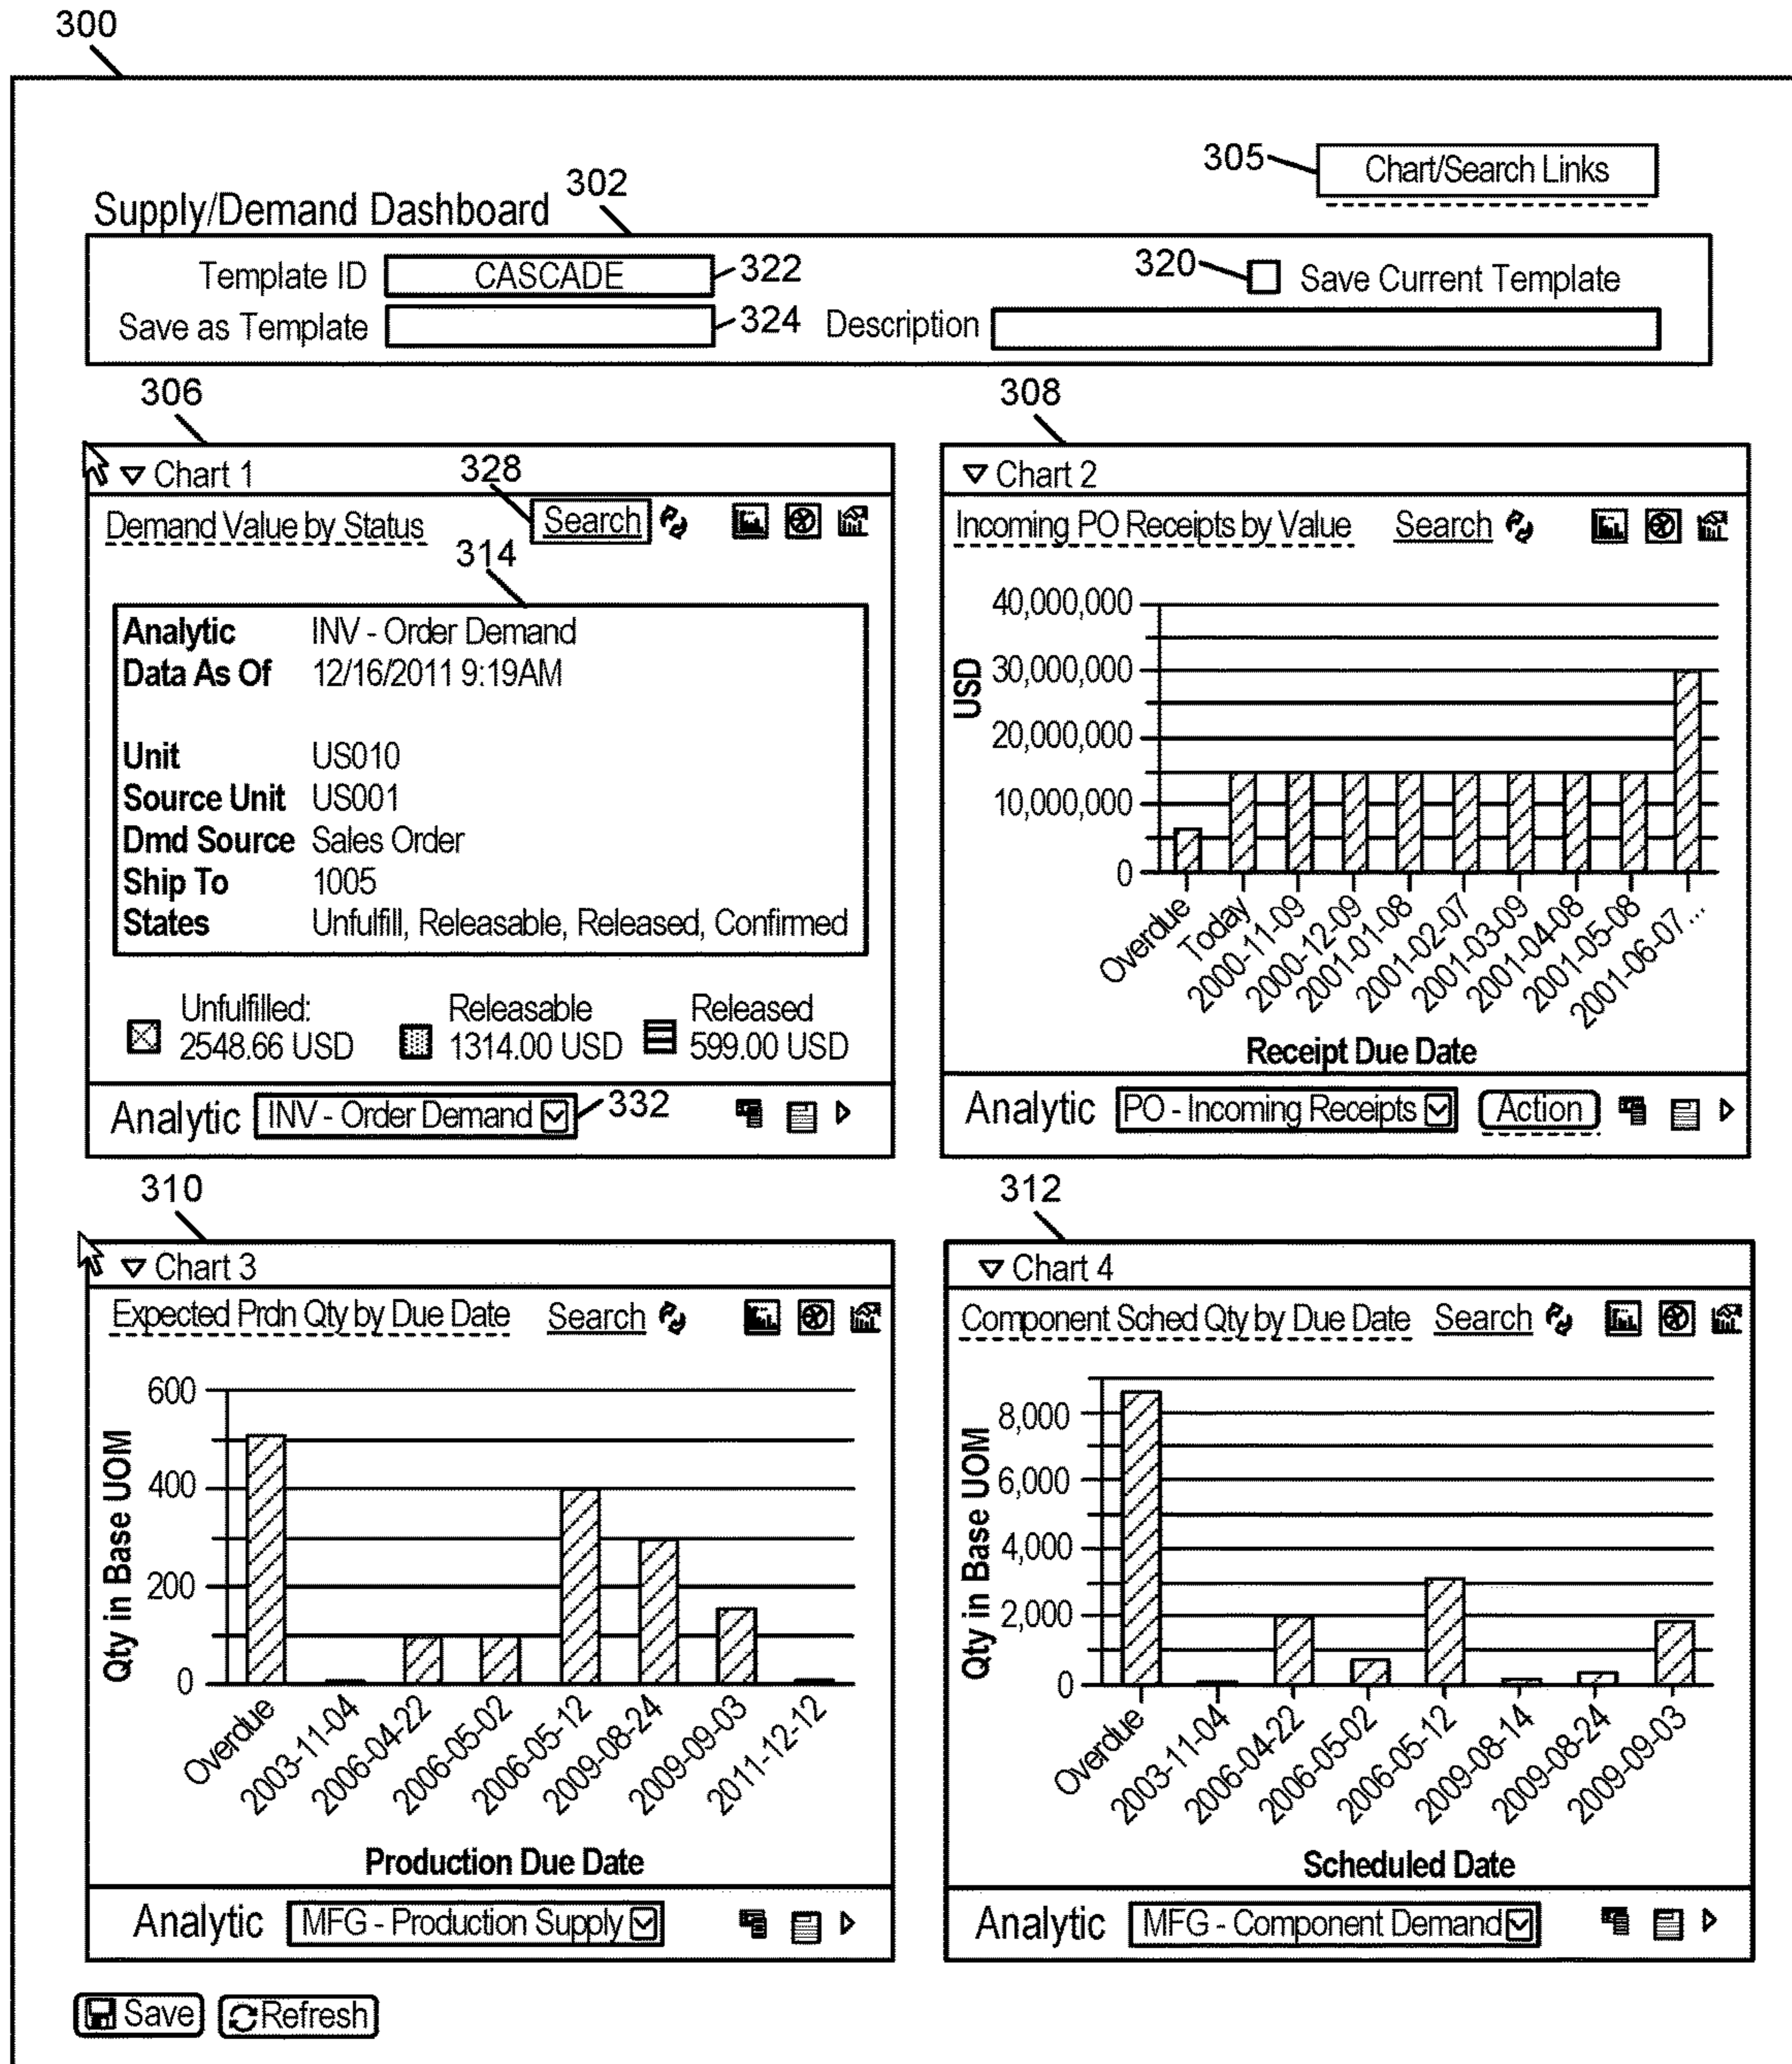 300
305
Chart/Search Links
Supply/Demand Dashboard
302
Template ID CASCADE 322 320 Save Current Template
Save as Template 324 Description
306
Chart 1
328
Demand Value by Status Search
314
Analytic INV - Order Demand
Data As Of 12/16/2011 9:19AM
Unit US010
Source Unit US001
Dmd Source Sales Order
Ship To 1005
States Unfulfill, Releasable, Released, Confirmed
Unfulfilled: Releasable Released
2548.66 USD 1314.00 USD 599.00 USD
Analytic INV - Order Demand 332
308
Chart 2
Incoming PO Receipts by Value Search
USD
40,000,000
30,000,000
20,000,000
10,000,000
0
Overdue
Today
2000-11-09
2000-12-09
2001-01-08
2001-02-07
2001-03-09
2001-04-08
2001-05-08
2001-06-07...
Receipt Due Date
Analytic PO - Incoming Receipts Action
310
Chart 3
Expected Prdn Qty by Due Date Search
Qty in Base UOM
600
400
200
0
Overdue
2003-11-04
2006-04-22
2006-05-02
2006-05-12
2009-08-24
2009-09-03
2011-12-12
Production Due Date
Analytic MFG - Production Supply
312
Chart 4
Component Sched Qty by Due Date Search
Qty in Base UOM
8,000
6,000
4,000
2,000
0
Overdue
2003-11-04
2006-04-22
2006-05-02
2006-05-12
2009-08-14
2009-08-24
2009-09-03
Scheduled Date
Analytic MFG - Component Demand
Save Refresh